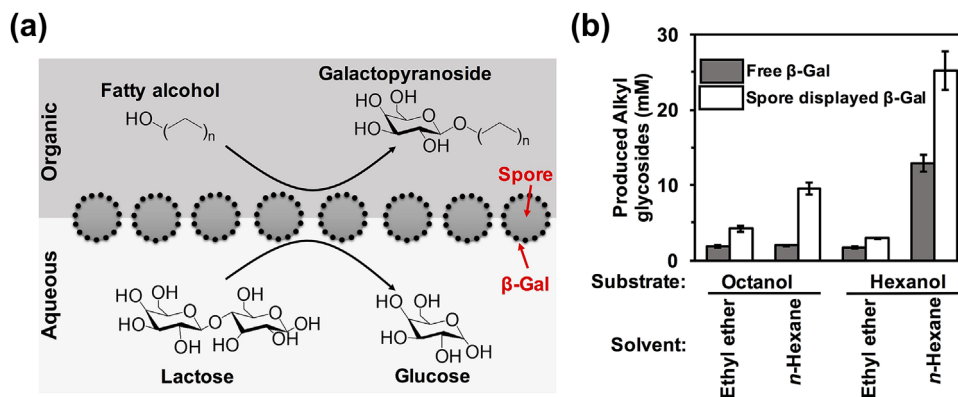 (a)
Organic
Fatty alcohol
HO
n
Galactopyranoside
OH
OH
HO
O
O
n
OH
Spore
β-Gal
Aqueous
OH
OH
HO
O
O
OH
HO
O
OH
OH
OH
Lactose
OH
OH
HO
O
OH
OH
Glucose
(b)
Produced Alkyl
glycosides (mM)
30
20
10
0
Free β-Gal
Spore displayed β-Gal
Substrate: Octanol Hexanol
Solvent: Ethyl ether n-Hexane Ethyl ether n-Hexane